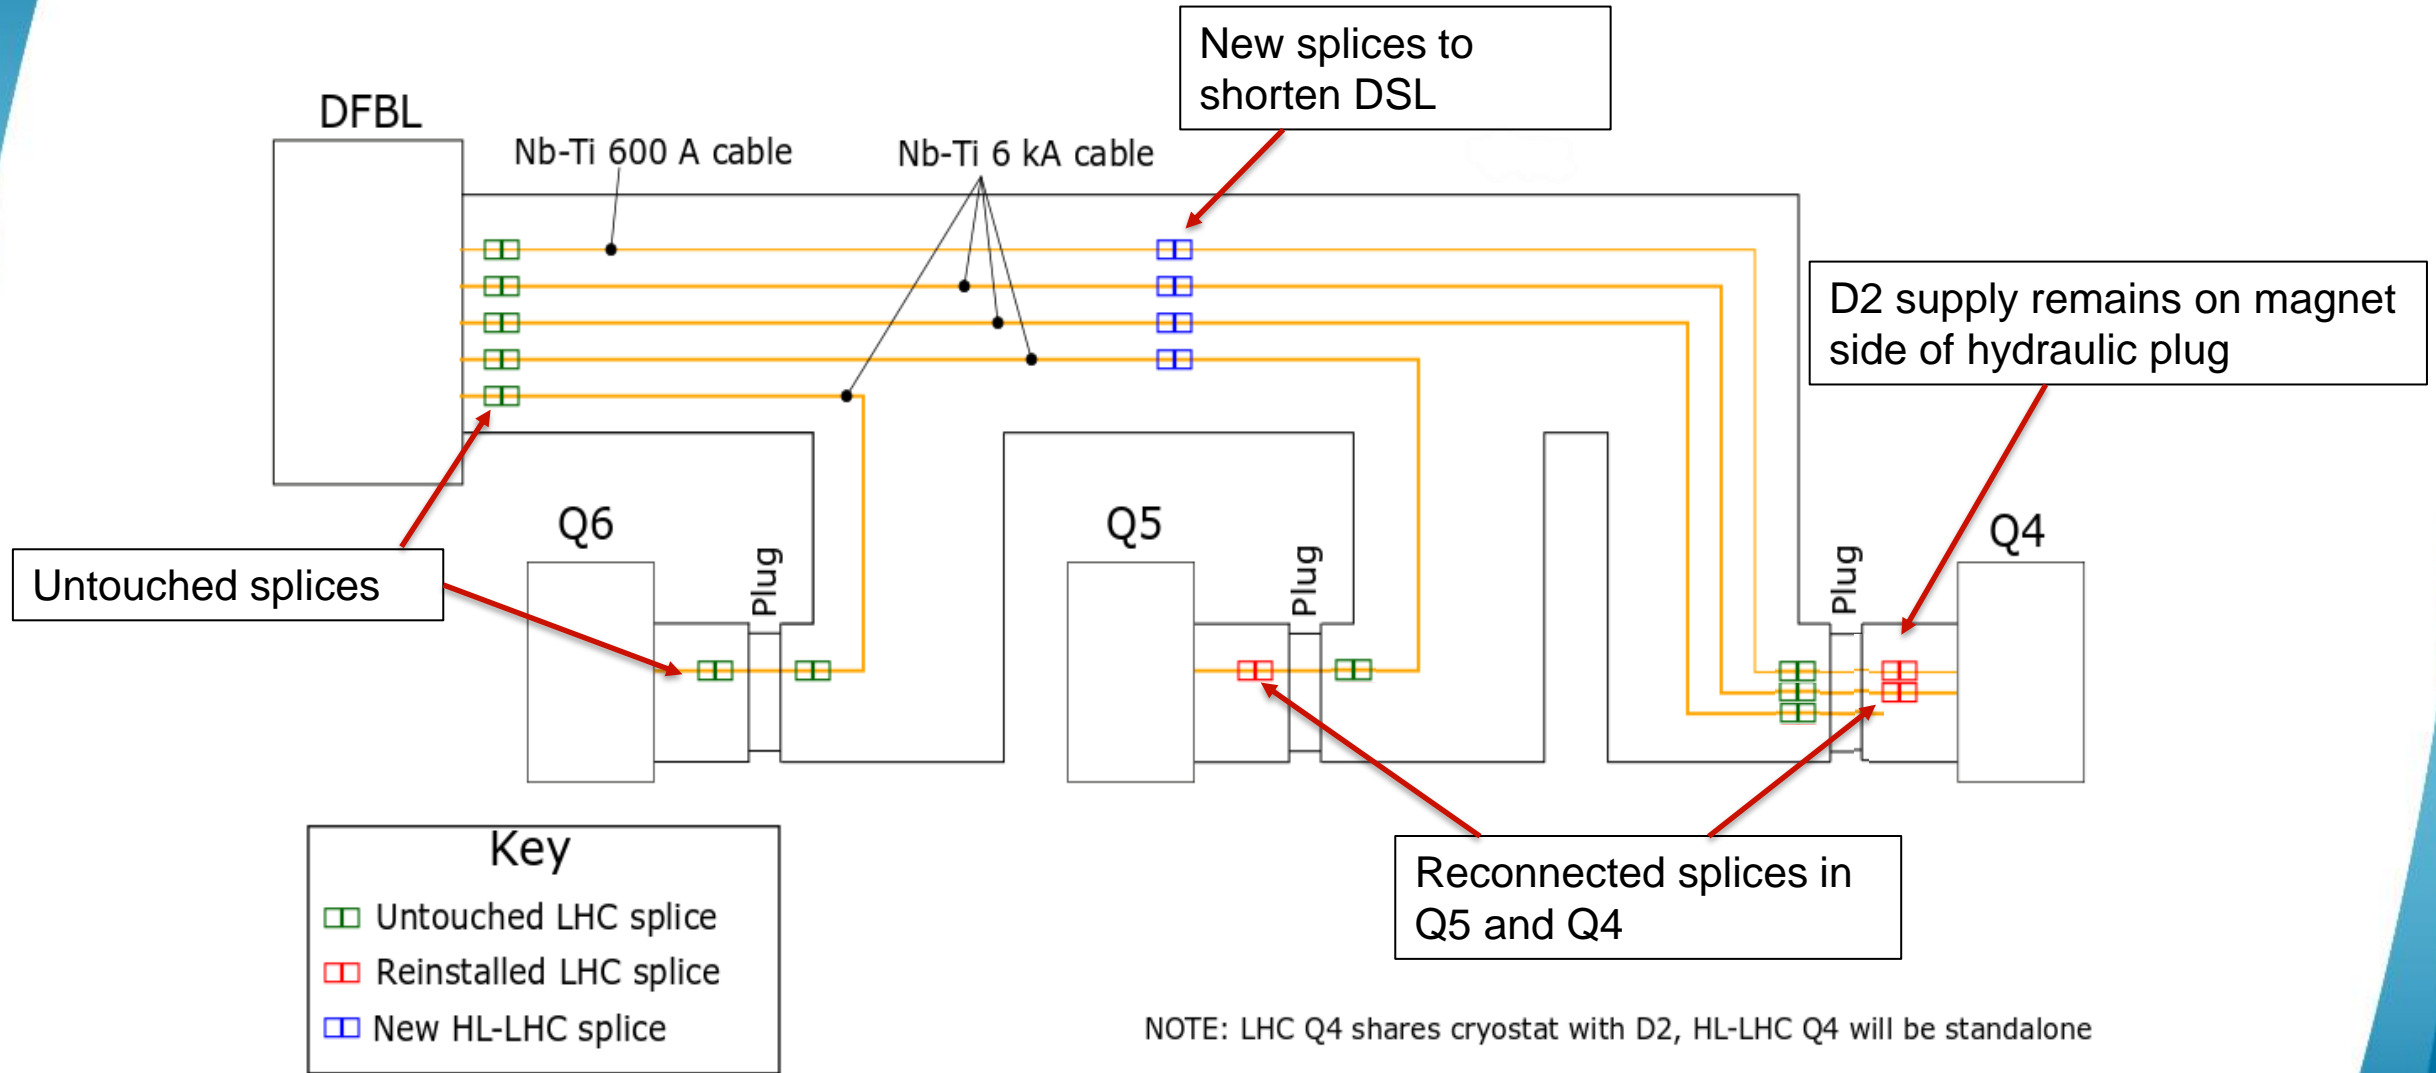 New splices to
shorten DSL
DFBL
Nb-Ti 600 A cable
Nb-Ti 6 kA cable
D2 supply remains on magnet
side of hydraulic plug
Q6
Q5
Q4
Plug
Plug
Plug
Untouched splices
Key
Untouched LHC splice
Reinstalled LHC splice
New HL-LHC splice
Reconnected splices in
Q5 and Q4
NOTE: LHC Q4 shares cryostat with D2, HL-LHC Q4 will be standalone